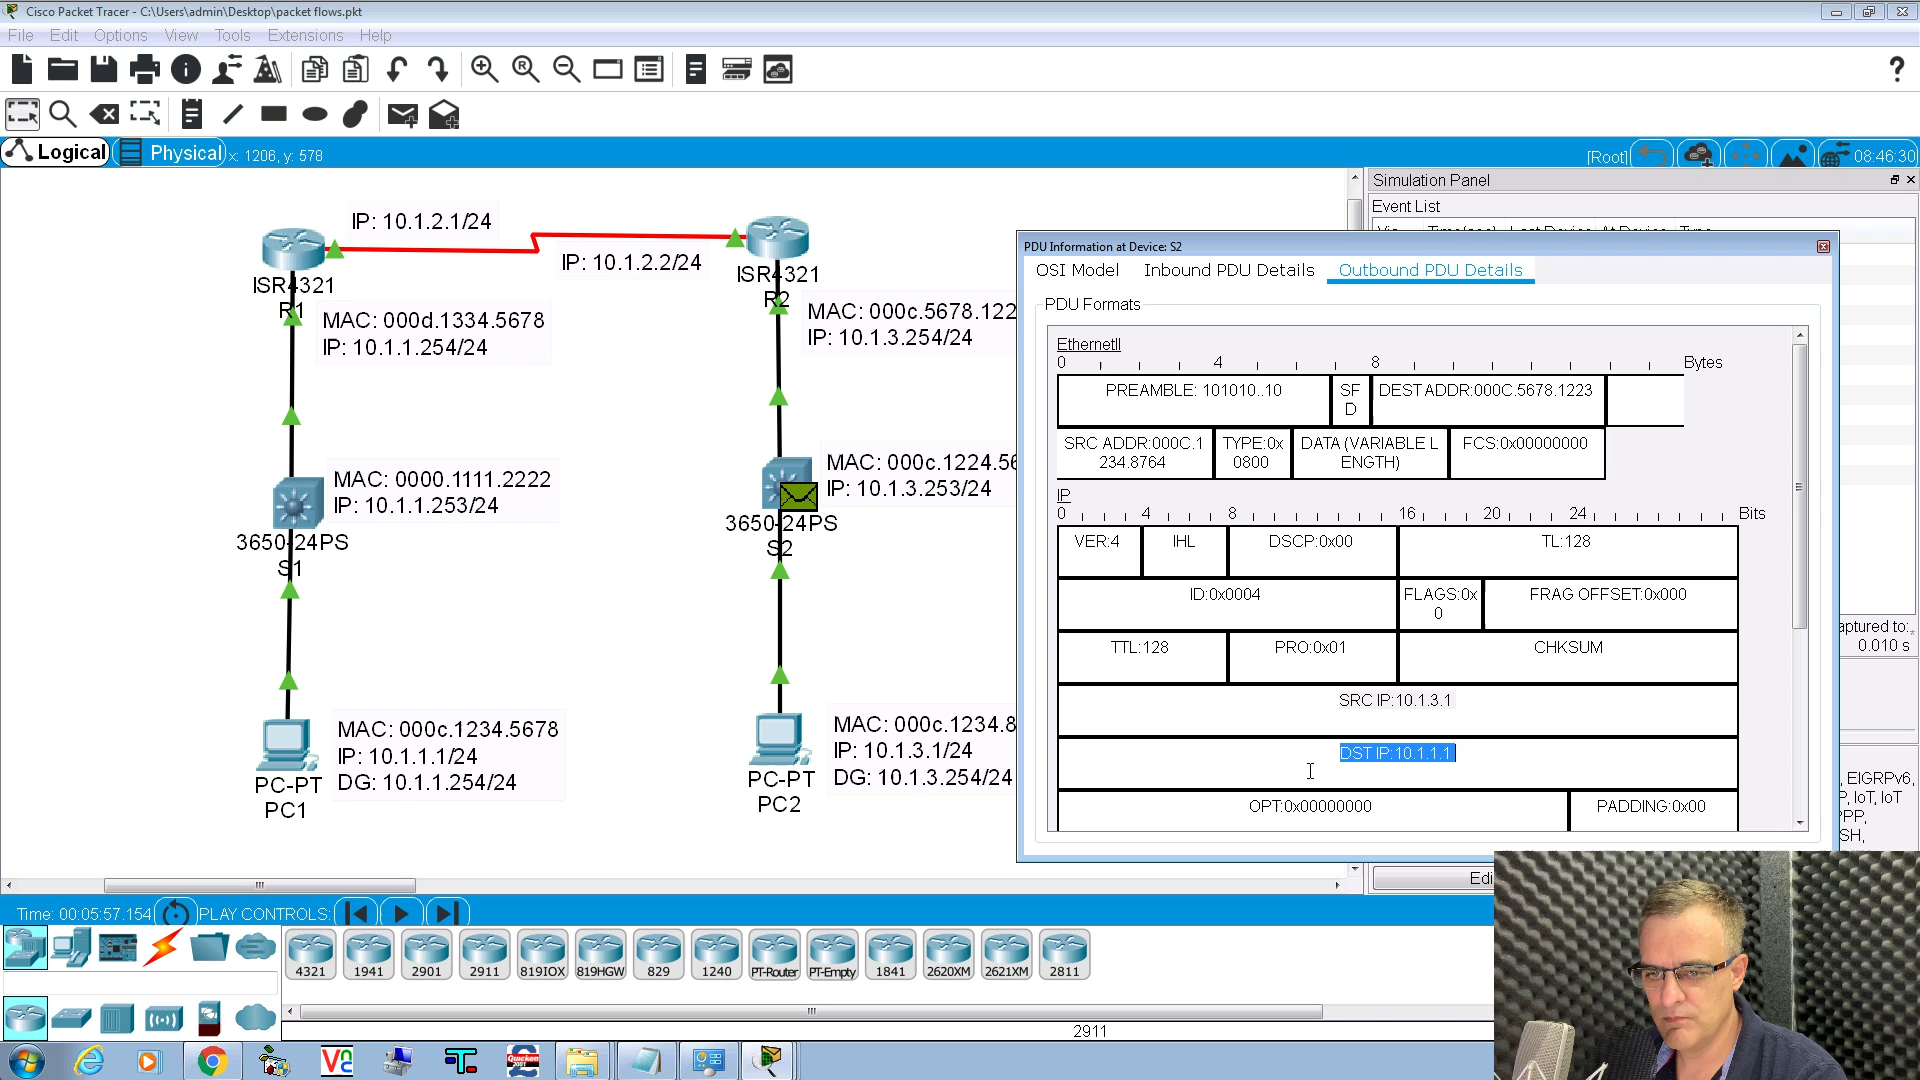 Cisco Packet Tracer - C:\Users\admin\Desktop\packet flows.pkt
File Edit Options View Tools Extensions Help
Logical Physical x: 1206, y: 578 [Root] 08:46:30
Simulation Panel
Event List
IP: 10.1.2.1/24
IP: 10.1.2.2/24
ISR4321
R1
ISR4321
R2
MAC: 000d.1334.5678
IP: 10.1.1.254/24
MAC: 000c.5678.122
IP: 10.1.3.254/24
MAC: 0000.1111.2222
IP: 10.1.1.253/24
3650-24PS
S1
MAC: 000c.1224.56
IP: 10.1.3.253/24
3650-24PS
S2
MAC: 000c.1234.5678
IP: 10.1.1.1/24
DG: 10.1.1.254/24
PC-PT
PC1
MAC: 000c.1234.8
IP: 10.1.3.1/24
DG: 10.1.3.254/24
PC-PT
PC2
PDU Information at Device: S2
OSI Model Inbound PDU Details Outbound PDU Details
PDU Formats
EthernetII
0 4 8 Bytes
PREAMBLE: 101010..10 SF DEST ADDR:000C.5678.1223
D
SRC ADDR:000C.1 TYPE:0x DATA (VARIABLE L FCS:0x00000000
234.8764 0800 ENGTH)
IP
0 4 8 16 20 24 Bits
VER:4 IHL DSCP:0x00 TL:128
ID:0x0004 FLAGS:0x FRAG OFFSET:0x000
0
TTL:128 PRO:0x01 CHKSUM
SRC IP:10.1.3.1
DST IP:10.1.1.1
OPT:0x00000000 PADDING:0x00
aptured to:
0.010 s
, EIGRPv6,
P, IoT, IoT
PPP,
SH,
Edi
Time: 00:05:57.154 PLAY CONTROLS:
4321 1941 2901 2911 819IOX 819HGW 829 1240 PT-Router PT-Empty 1841 2620XM 2621XM 2811
2911
Quicken